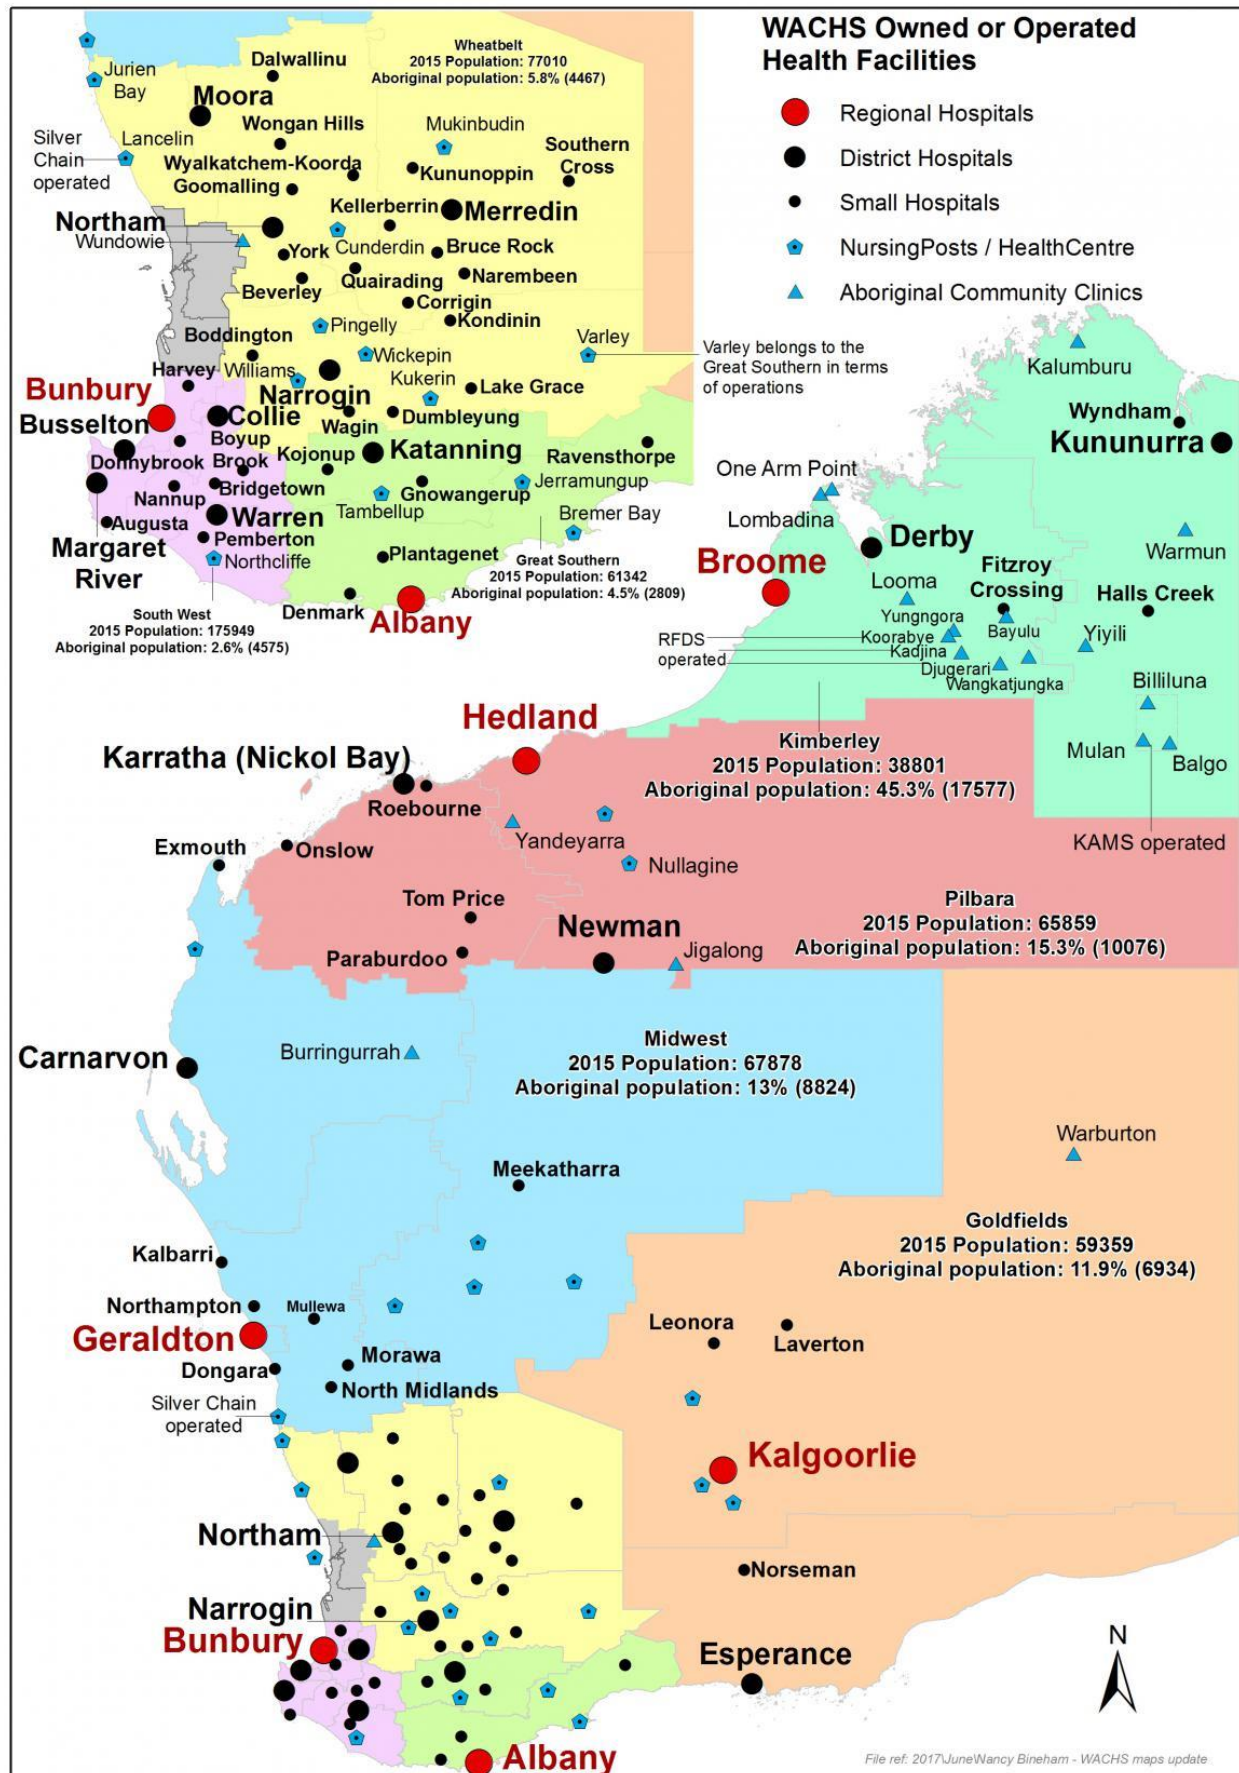 WACHS Owned or Operated
Health Facilities
Regional Hospitals
District Hospitals
Small Hospitals
NursingPosts / HealthCentre
Aboriginal Community Clinics
Wheatbelt
2015 Population: 77010
Aboriginal population: 5.8% (4467)
Dalwallinu
Jurien
Bay
Moora
Wongan Hills
Mukinbudin
Silver
Chain
operated
Lancelin
Southern
Cross
Wyalkatchem-Koorda
Kununoppin
Goomalling
Kellerberrin
Merredin
Northam
Wundowie
York
Cunderdin
Bruce Rock
Quairading
Narembeen
Beverley
Corrigin
Kondinin
Pingelly
Boddington
Wickepin
Varley
Varley belongs to the
Great Southern in terms
of operations
Harvey
Williams
Kukerin
Lake Grace
Narrogin
Bunbury
Collie
Wagin
Dumbleyung
Busselton
Boyup
Brook
Kojonup
Katanning
Ravensthorpe
Donnybrook
Bridgetown
Gnowangerup
Jerramungup
Nannup
Tambellup
Augusta
Warren
Bremer Bay
Margaret
River
Pemberton
Northcliffe
Plantagenet
Great Southern
2015 Population: 61342
Aboriginal population: 4.5% (2809)
Denmark
Albany
South West
2015 Population: 175949
Aboriginal population: 2.6% (4575)
Kalumburu
Wyndham
Kununurra
One Arm Point
Lombadina
Derby
Warmun
Broome
Looma
Fitzroy
Crossing
Halls Creek
Yungngora
Bayulu
RFDS
operated
Koorabye
Kadjina
Yiyili
Djugerari
Wangkatjungka
Billiluna
Mulan
Balgo
KAMS operated
Kimberley
2015 Population: 38801
Aboriginal population: 45.3% (17577)
Hedland
Karratha (Nickol Bay)
Roebourne
Yandeyarra
Exmouth
Onslow
Nullagine
Tom Price
Pilbara
2015 Population: 65859
Aboriginal population: 15.3% (10076)
Newman
Paraburdoo
Jigalong
Carnarvon
Burringurrah
Midwest
2015 Population: 67878
Aboriginal population: 13% (8824)
Warburton
Meekatharra
Goldfields
2015 Population: 59359
Aboriginal population: 11.9% (6934)
Kalbarri
Northampton
Mullewa
Geraldton
Leonora
Laverton
Dongara
Morawa
North Midlands
Silver Chain
operated
Kalgoorlie
Northam
Norseman
Narrogin
Bunbury
Esperance
N
Albany
File ref: 2017\June\Nancy Bineham - WACHS maps update